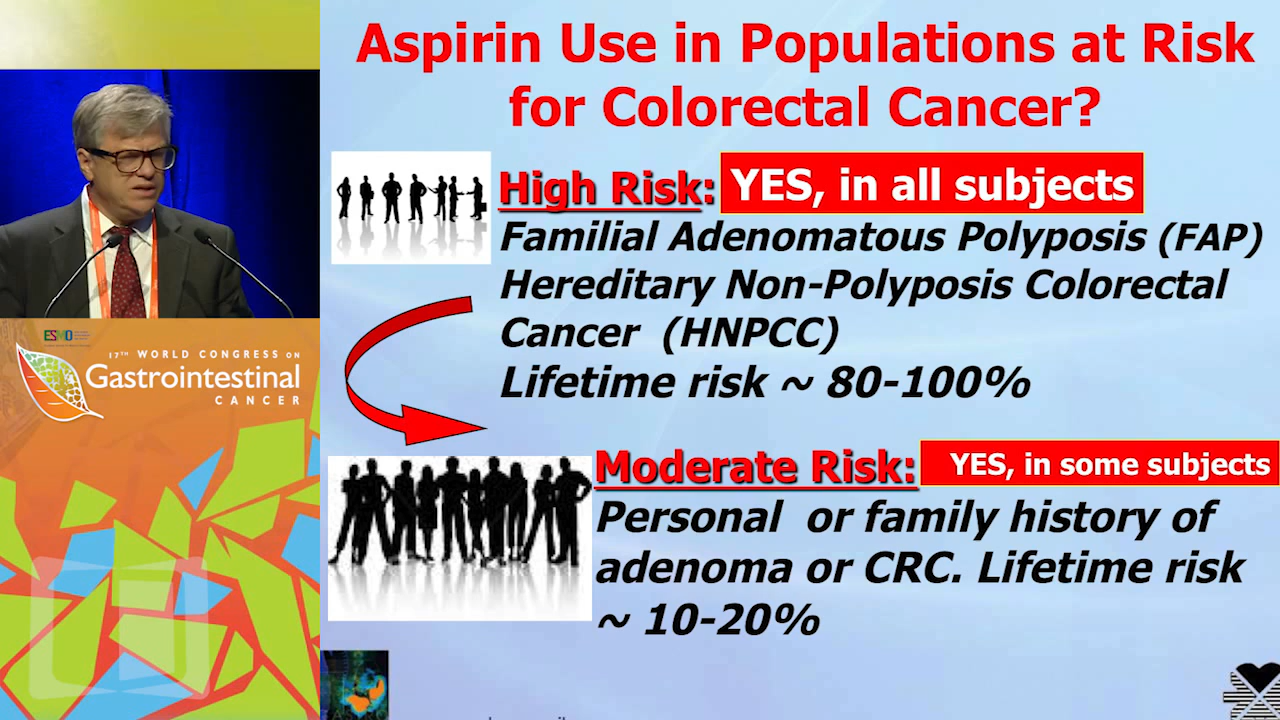 Aspirin Use in Populations at Risk
for Colorectal Cancer?
High Risk: YES, in all subjects
Familial Adenomatous Polyposis (FAP)
Hereditary Non-Polyposis Colorectal
Cancer (HNPCC)
Lifetime risk ~ 80-100%
Moderate Risk: YES, in some subjects
Personal or family history of
adenoma or CRC. Lifetime risk
~ 10-20%
ESMO
17TH WORLD CONGRESS ON
Gastrointestinal
CANCER